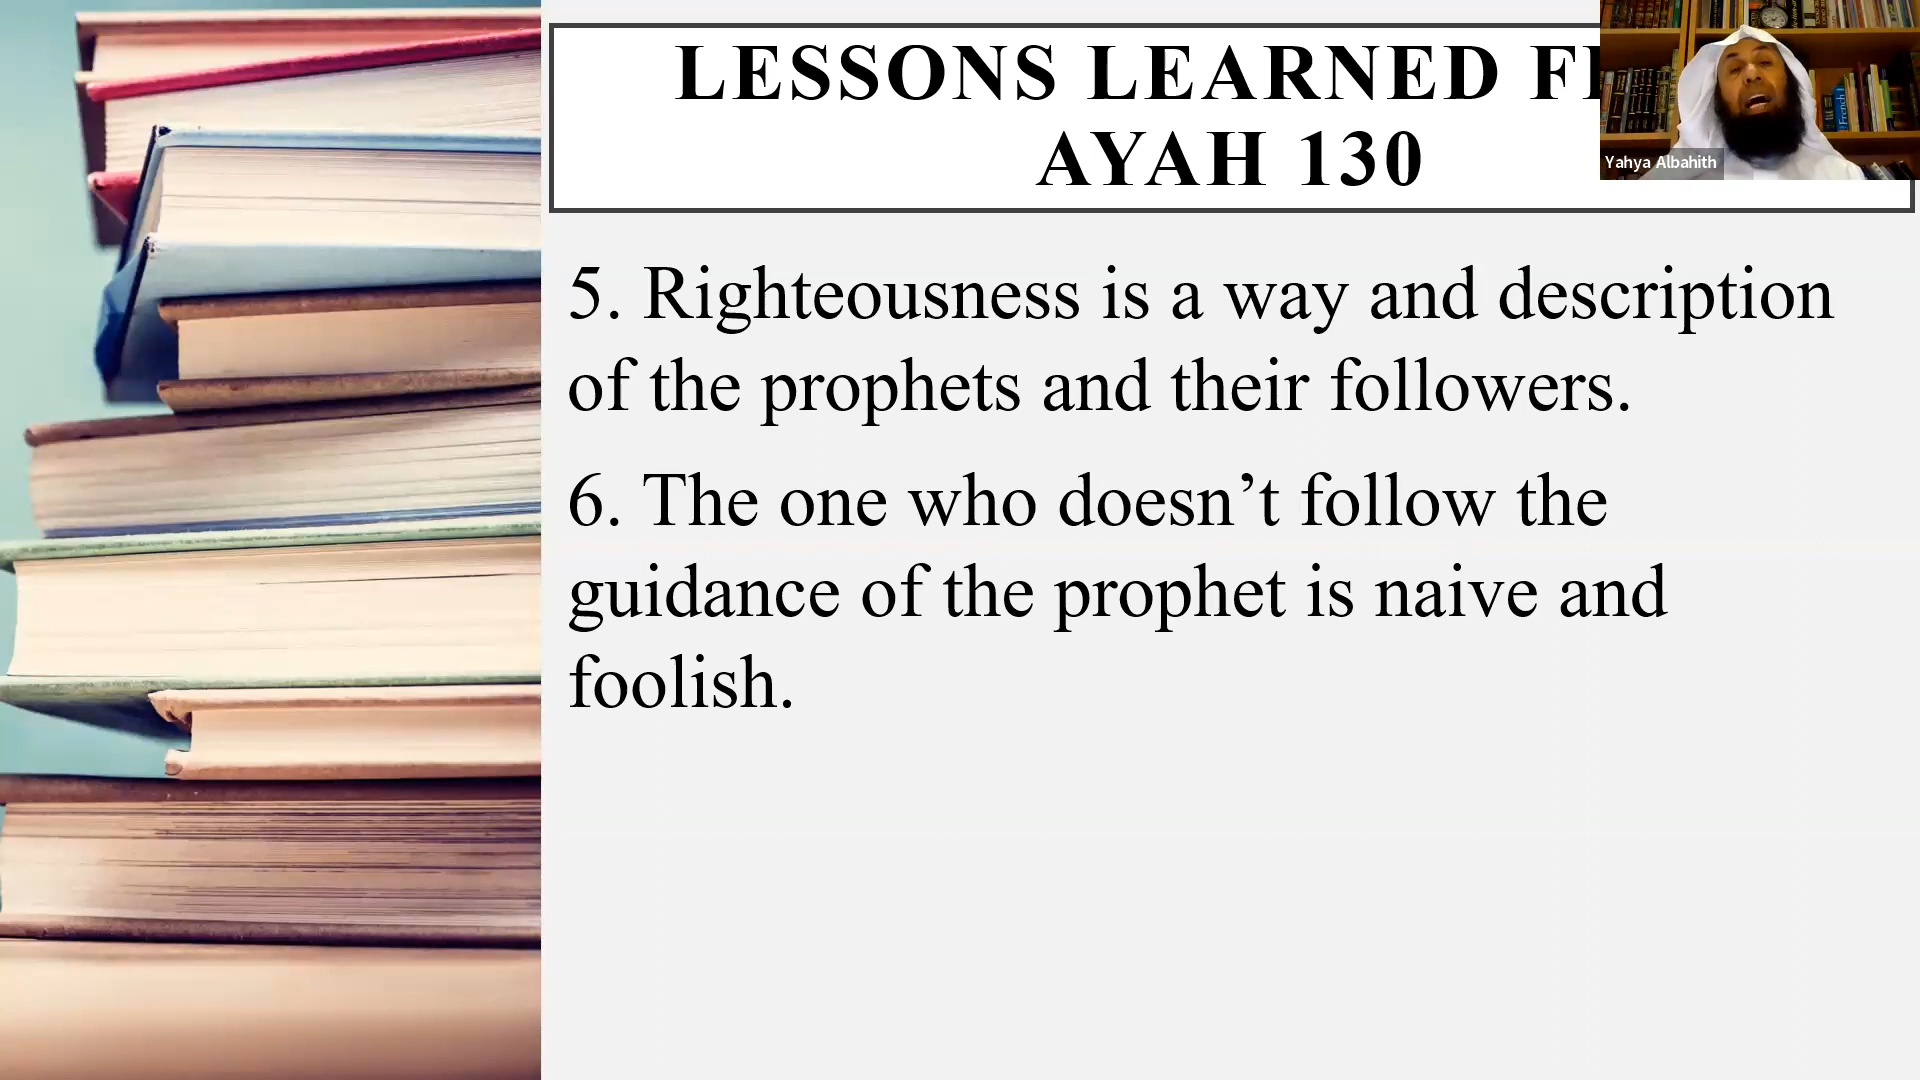 LESSONS LEARNED
AYAH 130
Yahya Albahith
5. Righteousness is a way and description
of the prophets and their followers.
6. The one who doesn’t follow the
guidance of the prophet is naive and
foolish.
French